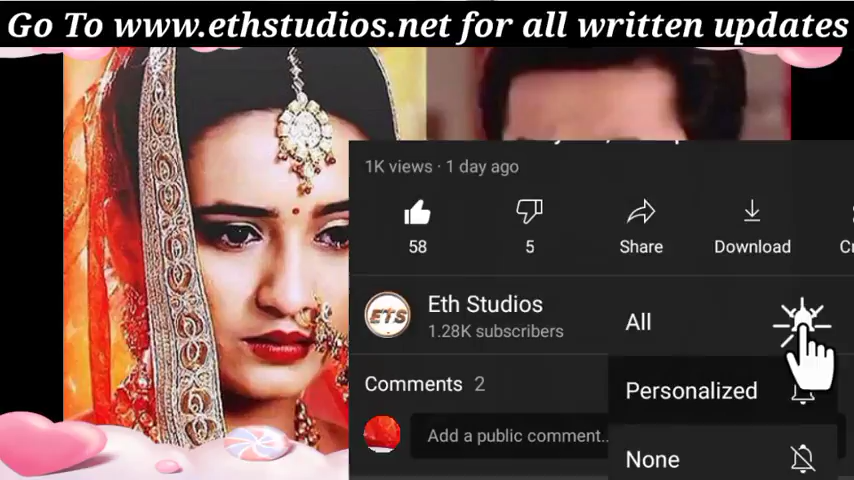 Go To www.ethstudios.net for all written updates
1K views · 1 day ago
58
5
Share
Download
Eth Studios
ETS
1.28K subscribers
All
Comments 2
Personalized
Add a public comment..
None